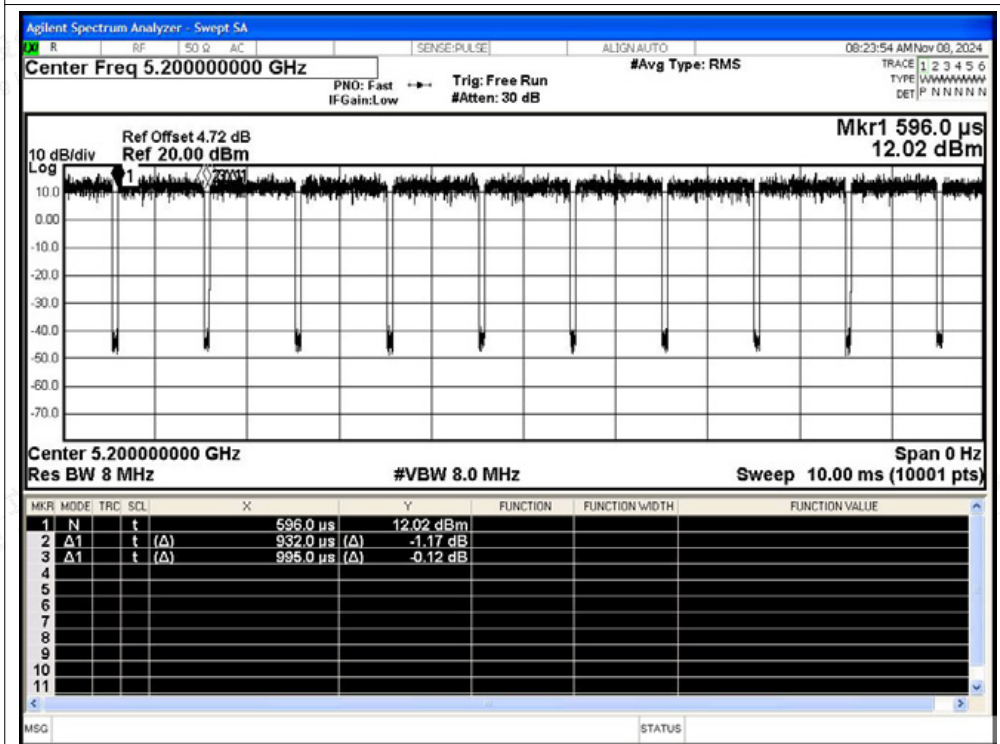 Agilent Spectrum Analyzer - Swept SA
R RF 50 Ω AC SENSE:PULSE ALIGN AUTO 08:23:54 AM Nov 08, 2024
Center Freq 5.200000000 GHz #Avg Type: RMS TRACE 1 2 3 4 5 6
PNO: Fast Trig: Free Run TYPE WWWWWW
IFGain:Low #Atten: 30 dB DET P N N N N N
Mkr1 596.0 µs
Ref Offset 4.72 dB
10 dB/div Ref 20.00 dBm 12.02 dBm
Log
1
10.0
0.00
-10.0
-20.0
-30.0
-40.0
-50.0
-60.0
-70.0
Center 5.200000000 GHz Span 0 Hz
Res BW 8 MHz #VBW 8.0 MHz Sweep 10.00 ms (10001 pts)
MKR MODE TRC SCL X Y FUNCTION FUNCTION WIDTH FUNCTION VALUE
1 N t 596.0 µs 12.02 dBm
2 Δ1 t (Δ) 932.0 µs (Δ) -1.17 dB
3 Δ1 t (Δ) 995.0 µs (Δ) -0.12 dB
4
5
6
7
8
9
10
11
MSG STATUS